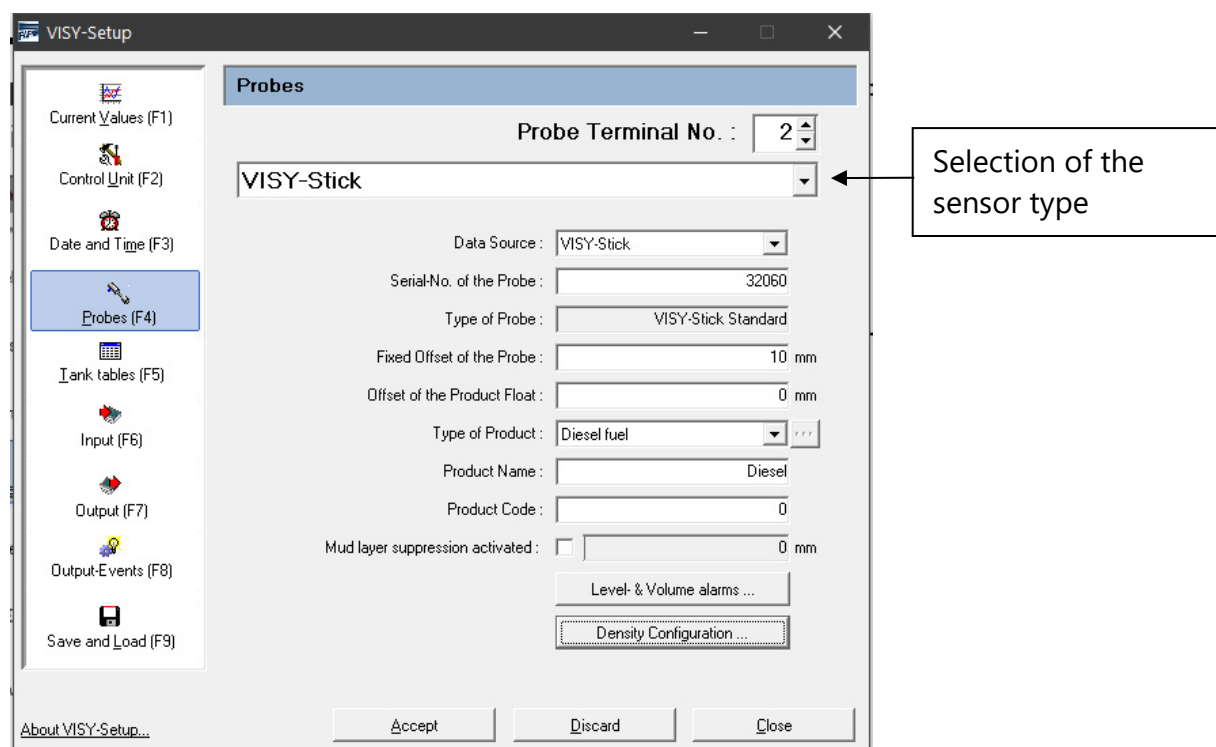 VISY-Setup
Current Values (F1)
Control Unit (F2)
Date and Time (F3)
Probes (F4)
Tank tables (F5)
Input (F6)
Output (F7)
Output-Events (F8)
Save and Load (F9)
About VISY-Setup...
Probes
Probe Terminal No. : 2
VISY-Stick
Data Source : VISY-Stick
Serial-No. of the Probe : 32060
Type of Probe : VISY-Stick Standard
Fixed Offset of the Probe : 10 mm
Offset of the Product Float : 0 mm
Type of Product : Diesel fuel ...
Product Name : Diesel
Product Code : 0
Mud layer suppression activated : 0 mm
Level- & Volume alarms ...
Density Configuration ...
Accept Discard Close
Selection of the
sensor type